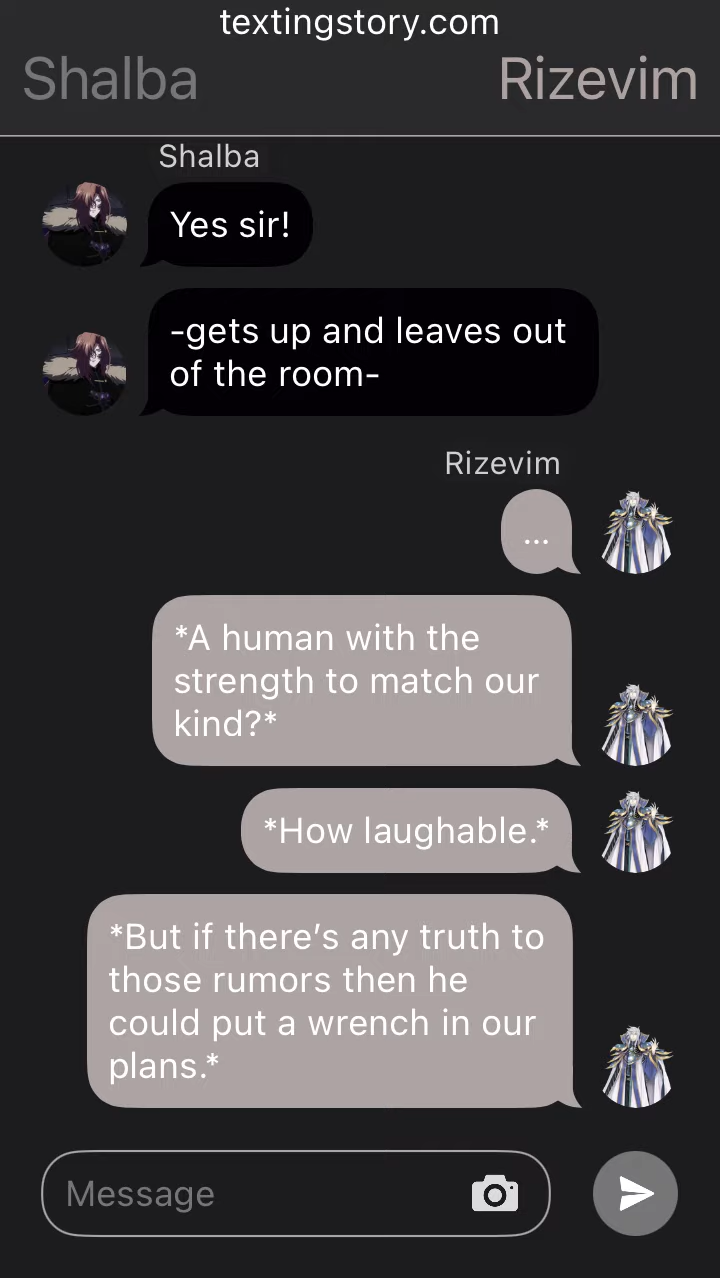 textingstory.com
Shalba
Rizevim
Shalba
Yes sir!
-gets up and leaves out
of the room-
Rizevim
...
*A human with the
strength to match our
kind?*
*How laughable.*
*But if there’s any truth to
those rumors then he
could put a wrench in our
plans.*
Message